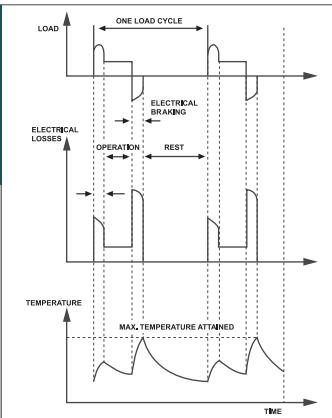 ONE LOAD CYCLE
LOAD
ELECTRICAL
BRAKING
ELECTRICAL
LOSSES
OPERATION
REST
TEMPERATURE
MAX. TEMPERATURE ATTAINED
TIME